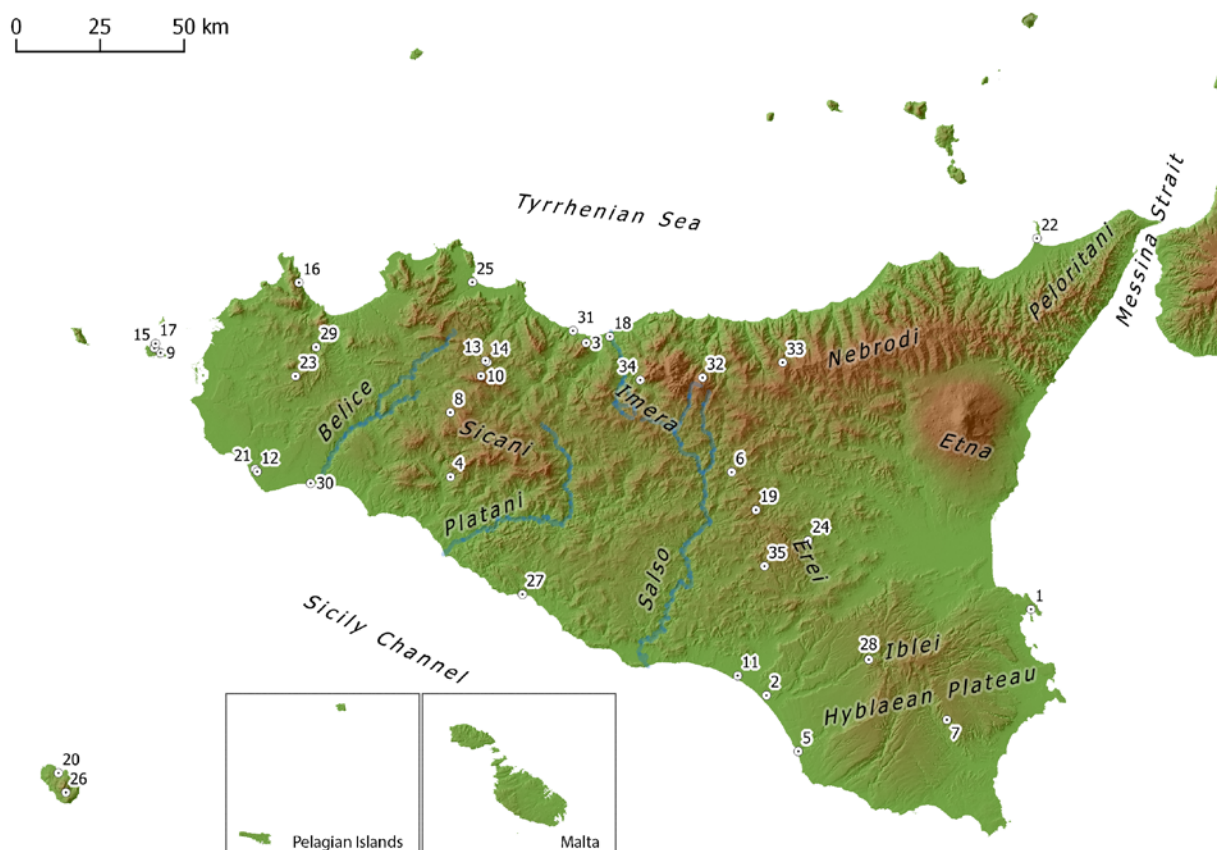 0 25 50 km
Tyrrhenian Sea
Messina Strait
Peloritani
22
16
25
31
18
3
17
15
9
29
23
13
14
10
34
32
33
Nebrodi
Belice
Imera
8
Sicani
Etna
21
12
30
4
6
19
Platani
24
Erei
35
Salso
27
1
Sicily Channel
28
Iblei
11
2
Hyblaean Plateau
7
5
20
26
Pelagian Islands
Malta